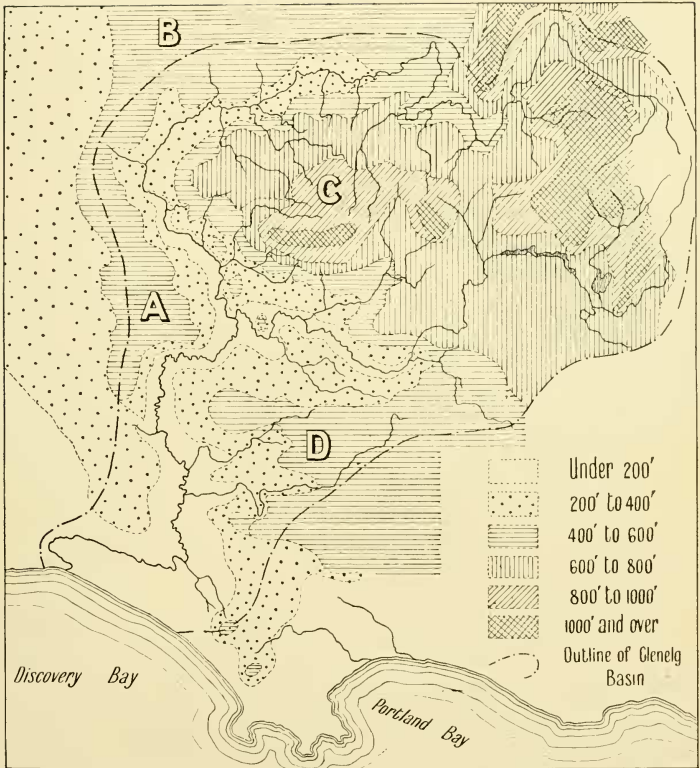 B
C
A
D
Under 200'
200' to 400'
400' to 600'
600' to 800'
800' to 1000'
1000' and over
Outline of Glenelg
Basin
Discovery Bay
Portland Bay